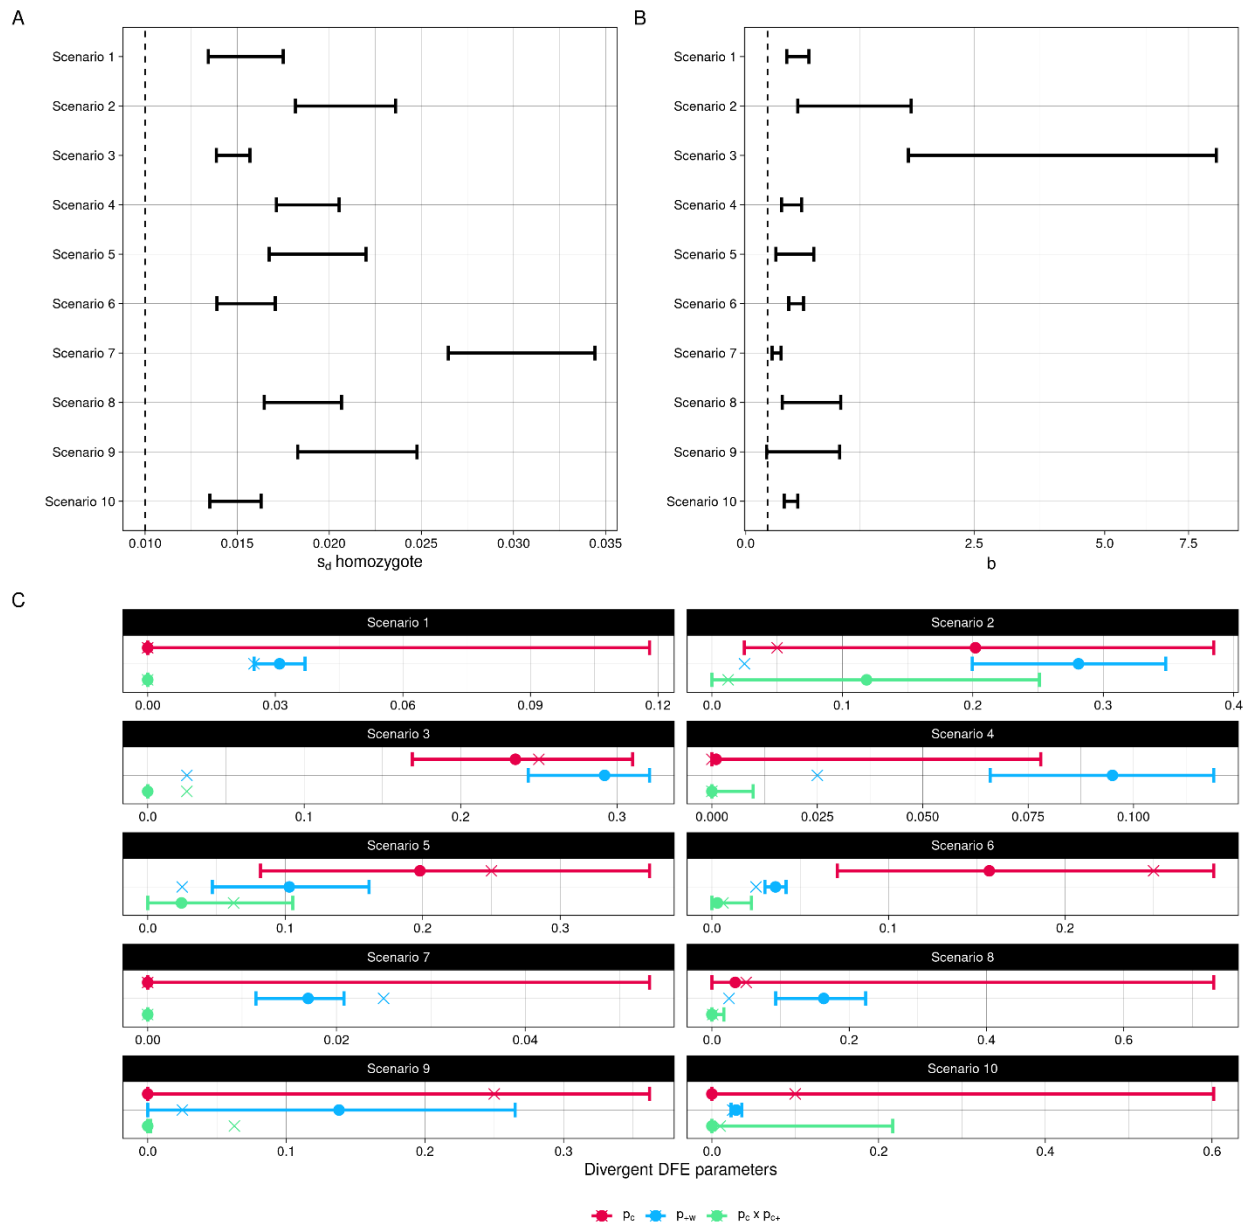 A
Scenario 1
Scenario 2
Scenario 3
Scenario 4
Scenario 5
Scenario 6
Scenario 7
Scenario 8
Scenario 9
Scenario 10
0.010 0.015 0.020 0.025 0.030 0.035
s_d homozygote
B
Scenario 1
Scenario 2
Scenario 3
Scenario 4
Scenario 5
Scenario 6
Scenario 7
Scenario 8
Scenario 9
Scenario 10
0.0 2.5 5.0 7.5
b
C
Scenario 1
0.00 0.03 0.06 0.09 0.12
Scenario 2
0.0 0.1 0.2 0.3 0.4
Scenario 3
0.0 0.1 0.2 0.3
Scenario 4
0.000 0.025 0.050 0.075 0.100
Scenario 5
0.0 0.1 0.2 0.3
Scenario 6
0.1 0.2
Scenario 7
0.00 0.02 0.04
Scenario 8
0.0 0.2 0.4 0.6
Scenario 9
0.0 0.1 0.2 0.3
Scenario 10
0.0 0.2 0.4 0.6
Divergent DFE parameters
p_c p_+w p_c x p_c+